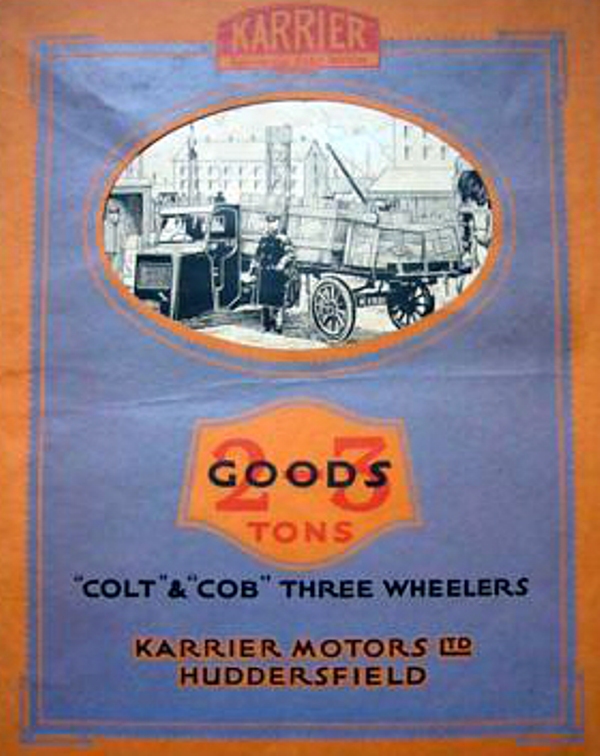 KARRIER
2-3
GOODS
TONS
"COLT" & "COB" THREE WHEELERS
KARRIER MOTORS LTD
HUDDERSFIELD